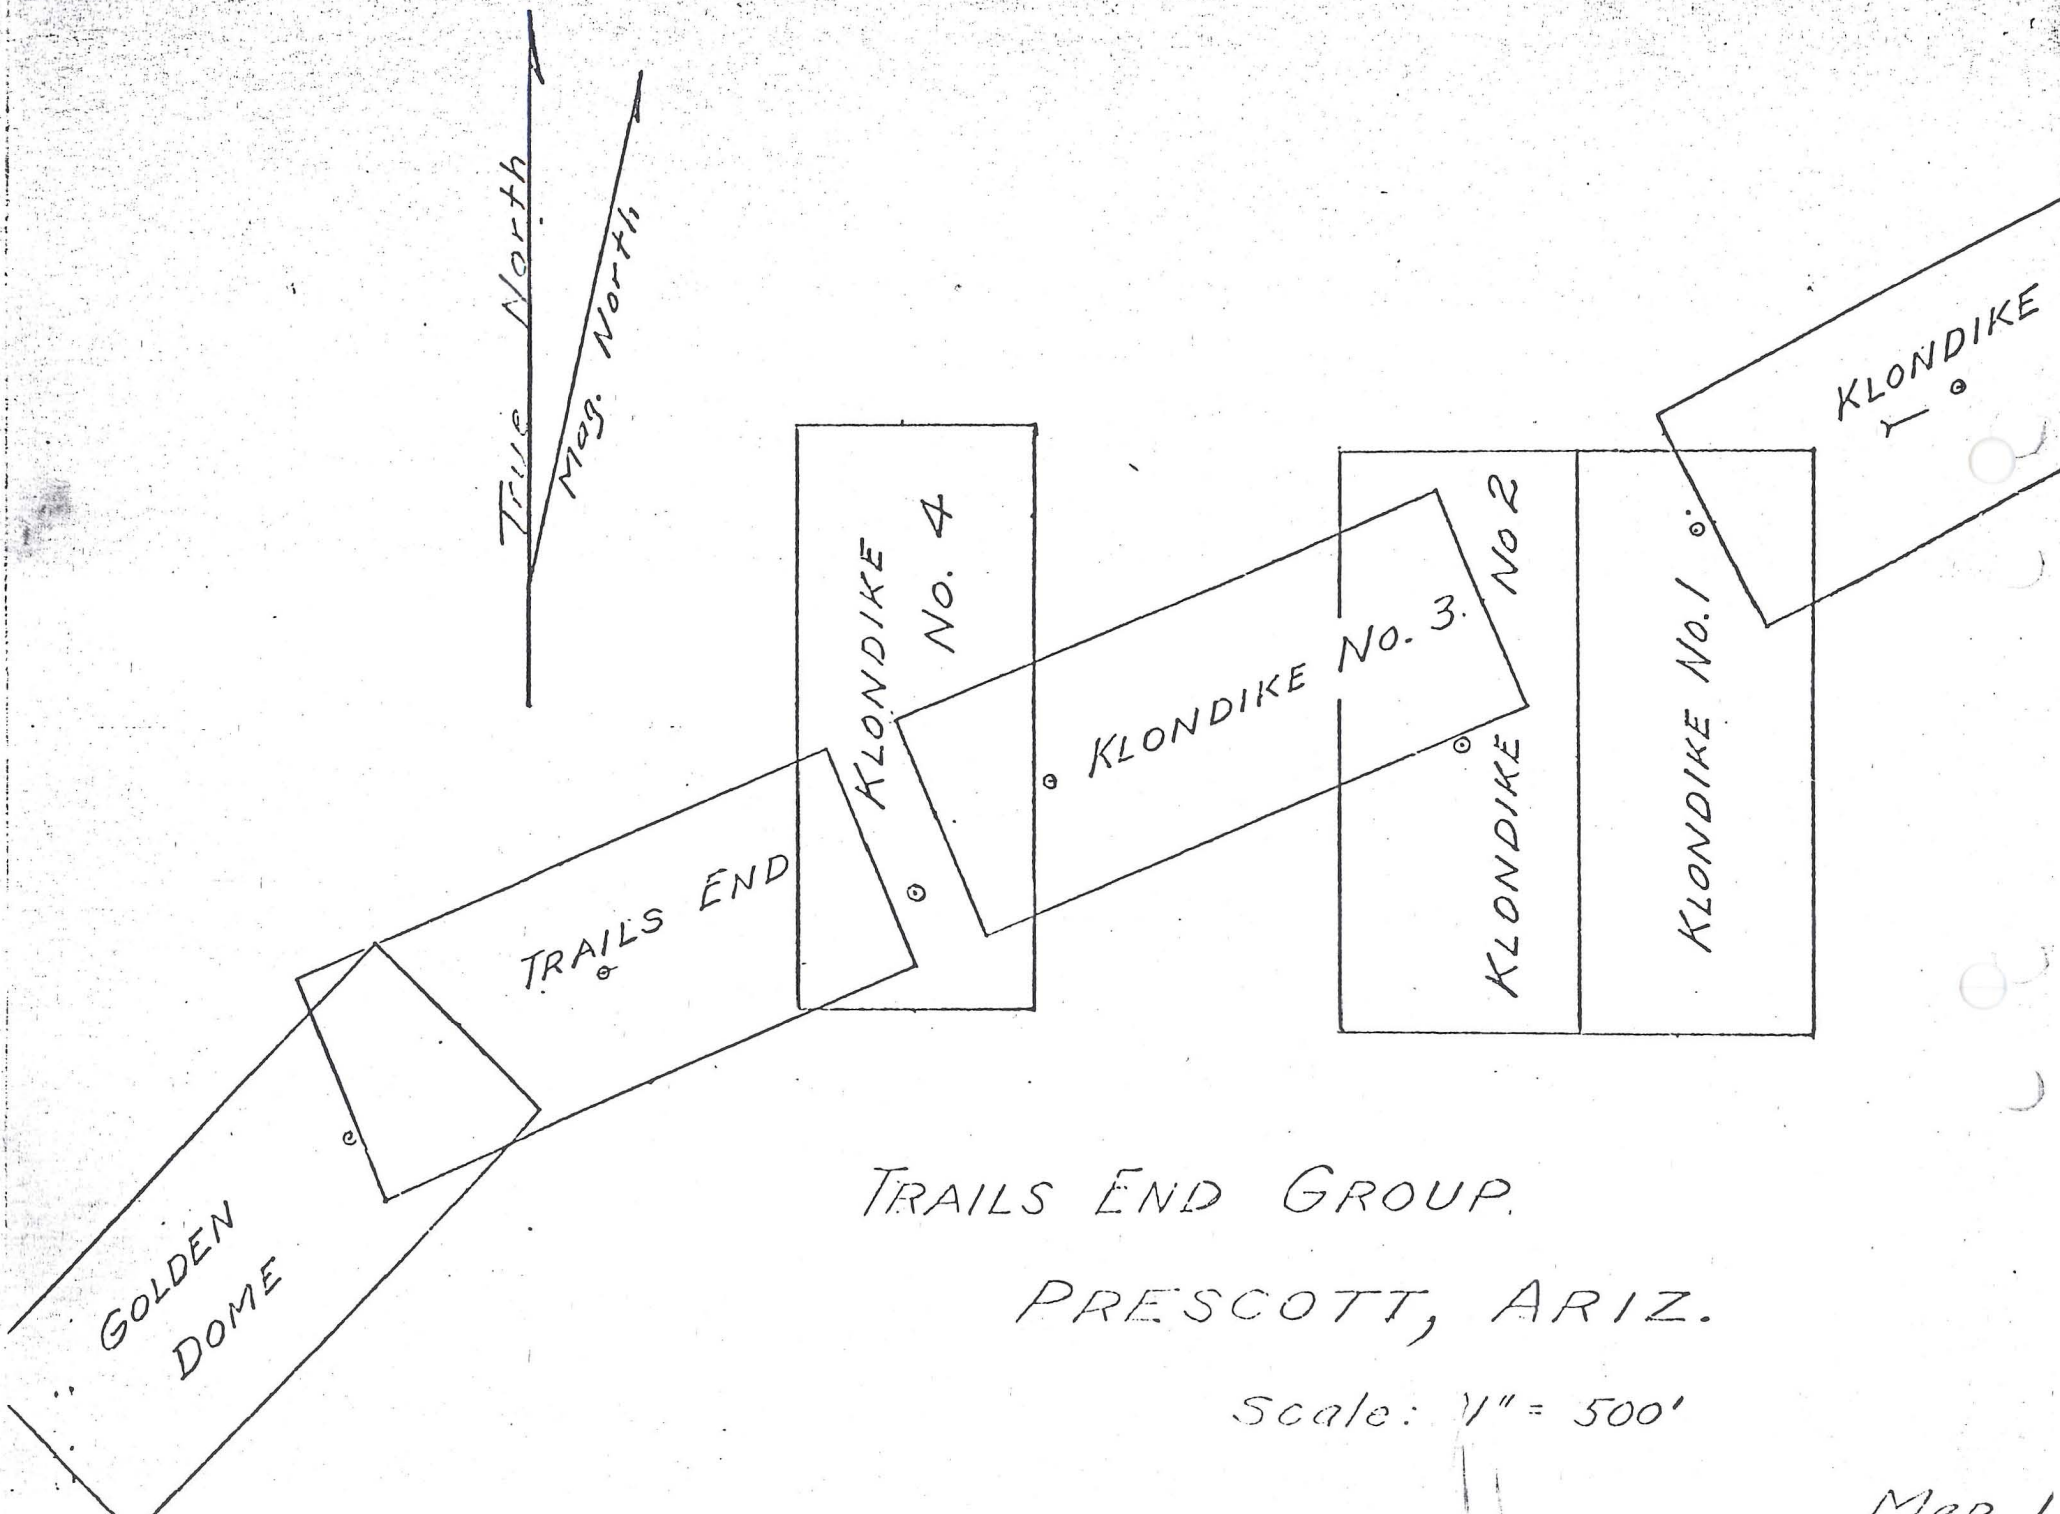 True North
Mag. North
KLONDIKE
KLONDIKE
No. 4
KLONDIKE No. 3.
KLONDIKE No 2
KLONDIKE No. 1
TRAILS END
GOLDEN
DOME
TRAILS END GROUP.
PRESCOTT, ARIZ.
Scale: 1" = 500'